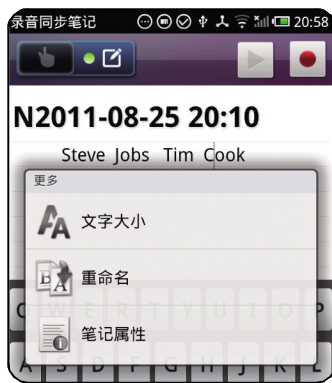 录音同步笔记 20:58
N2011-08-25 20:10
Steve Jobs Tim Cook
更多
文字大小
重命名
笔记属性
Q W E R T Y U I O P
A S D F G H J K L